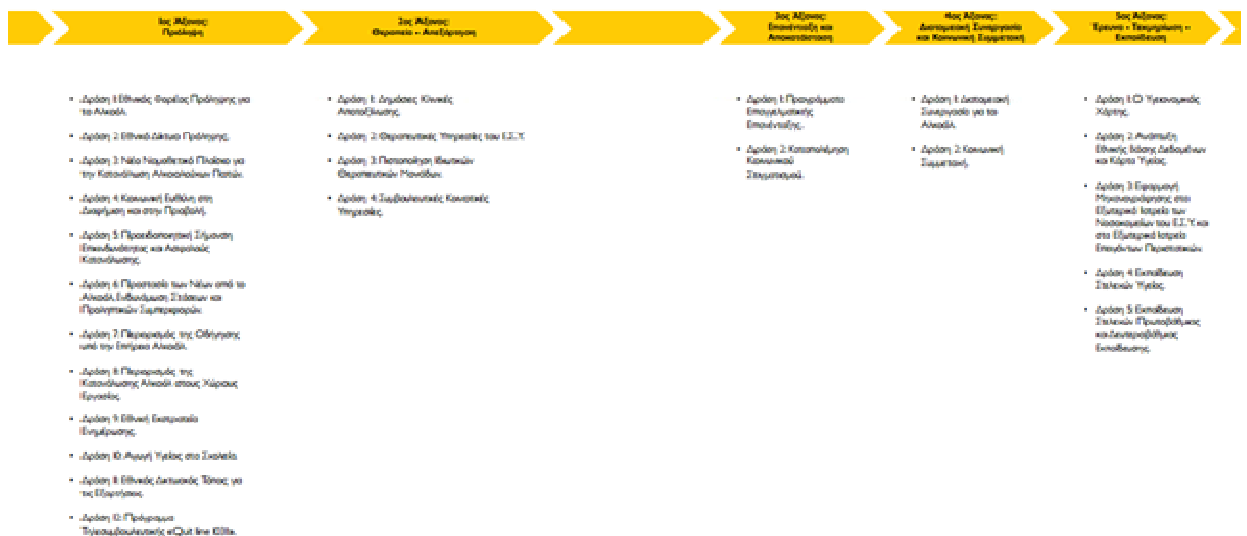 1ος Άξονας:
Πρόληψη
2ος Άξονας:
Θεραπεία – Απεξάρτηση
3ος Άξονας:
Επανένταξη και
Αποκατάσταση
4ος Άξονας:
Διατομεακή Συνεργασία
και Κοινωνική Συμμετοχή
5ος Άξονας:
Έρευνα – Τεκμηρίωση –
Εκπαίδευση
• Δράση 1: Εθνικός Φορέας Πρόληψης για
το Αλκοόλ.
• Δράση 2: Εθνικά Δίκτυα Πρόληψης.
• Δράση 3: Νέο Νομοθετικό Πλαίσιο για
την Κατανάλωση Αλκοολούχων Ποτών.
• Δράση 4: Κοινωνική Ευθύνη στη
Διαφήμιση και στην Προβολή.
• Δράση 5: Προειδοποιητική Σήμανση
Επικινδυνότητας και Ασφαλούς
Κατανάλωσης.
• Δράση 6: Προστασία των Νέων από το
Αλκοόλ, Ενδυνάμωση Στάσεων και
Προληπτικών Συμπεριφορών.
• Δράση 7: Περιορισμός της Οδήγησης
υπό την Επήρεια Αλκοόλ.
• Δράση 8: Περιορισμός της
Κατανάλωσης Αλκοόλ στους Χώρους
Εργασίας.
• Δράση 9: Εθνική Εκστρατεία
Ενημέρωσης.
• Δράση 10: Αγωγή Υγείας στα Σχολεία.
• Δράση 11: Εθνικός Δικτυακός Τόπος για
τις Εξαρτήσεις.
• Δράση 12: Πρόγραμμα
Τηλεσυμβουλευτικής «Quit line
• Δράση 1: Δημόσιες Κλινικές
Αποτοξίνωσης.
• Δράση 2: Θεραπευτικές Υπηρεσίες του Ε.Σ.Υ.
• Δράση 3: Πιστοποίηση Ιδιωτικών
Θεραπευτικών Μονάδων.
• Δράση 4: Συμβουλευτικές Κοινοτικές
Υπηρεσίες.
• Δράση 1: Προγράμματα
Επαγγελματικής
Επανένταξης.
• Δράση 2: Καταπολέμηση
Κοινωνικού
Στιγματισμού.
• Δράση 1: Διατομεακή
Συνεργασία για το
Αλκοόλ.
• Δράση 2: Κοινωνική
Συμμετοχή.
• Δράση 1: Ο Υγειονομικός
Χάρτης.
• Δράση 2: Ανάπτυξη
Εθνικής Βάσης Δεδομένων
και Κάρτα Υγείας.
• Δράση 3: Εφαρμογή
Μηχανογράφησης στα
Εξωτερικά Ιατρεία των
Νοσοκομείων του Ε.Σ.Υ. και
στα Εξωτερικά Ιατρεία
Επειγόντων Περιστατικών
• Δράση 4: Εκπαίδευση
Στελεχών Υγείας.
• Δράση 5: Εκπαίδευση
Στελεχών Πρωτοβάθμιας
και Δευτεροβάθμιας
Εκπαίδευσης.